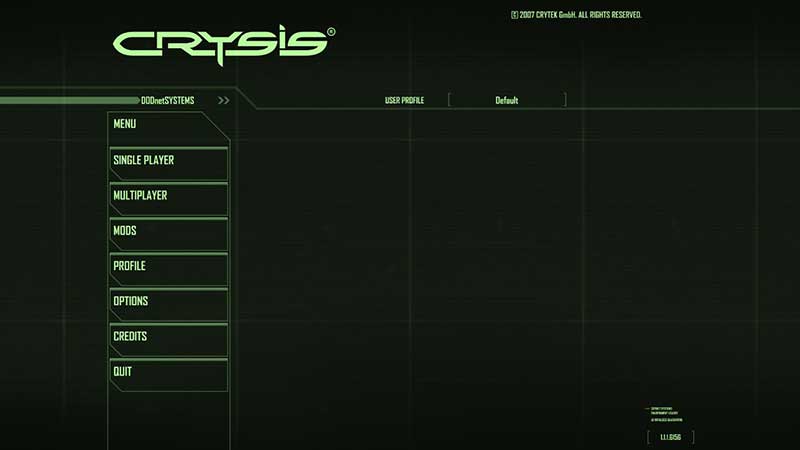 © 2007 CRYTEK GmbH. ALL RIGHTS RESERVED.
CRYSIS®
DODnetSYSTEMS >>
USER PROFILE [ Default ]
MENU
SINGLE PLAYER
MULTIPLAYER
MODS
PROFILE
OPTIONS
CREDITS
QUIT
[ 1.1.1.6156 ]